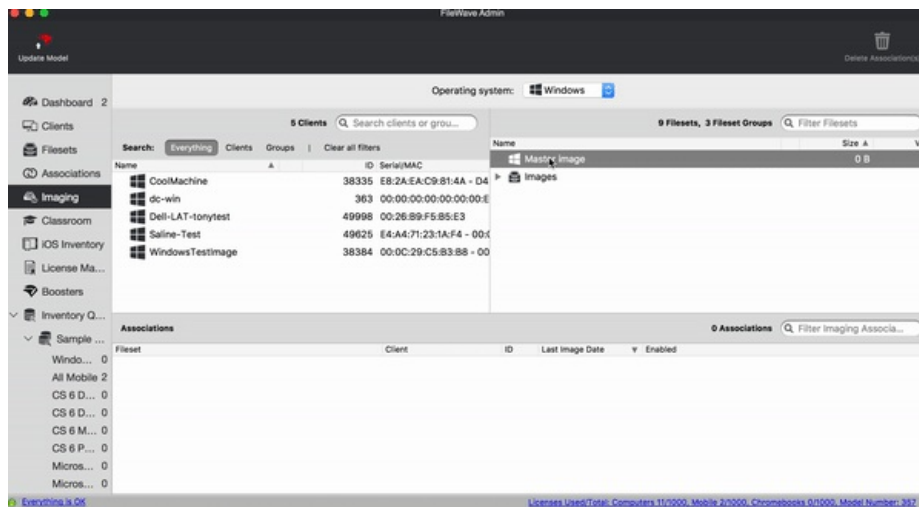 FileWave Admin
Update Model
Delete Association(s)
Operating system: Windows
Dashboard 2
Clients
Filesets
Associations
Imaging
Classroom
iOS Inventory
License Ma...
Boosters
Inventory Q...
Sample ...
Windo... 0
All Mobile 2
CS 6 D... 0
CS 6 D... 0
CS 6 M... 0
CS 6 P... 0
Micros... 0
Micros... 0
5 Clients Search clients or grou...
Search: Everything Clients Groups | Clear all filters
Name ID Serial/MAC
CoolMachine 38335 E8:2A:EA:C9:81:4A - D4
dc-win 363 00:00:00:00:00:00:E
Dell-LAT-tonytest 49998 00:26:B9:F5:B5:E3
Saline-Test 49625 E4:A4:71:23:1A:F4 - 00:(
WindowsTestImage 38384 00:0C:29:C5:B3:B8 - 00
9 Filesets, 3 Fileset Groups Filter Filesets
Name Size V
Master image 0 B
Images
Associations 0 Associations Filter Imaging Associa...
Fileset Client ID Last Image Date Enabled
Everything is OK
Licenses Used/Total: Computers 11/1000, Mobile 2/1000, Chromebooks 0/1000, Model Number: 357